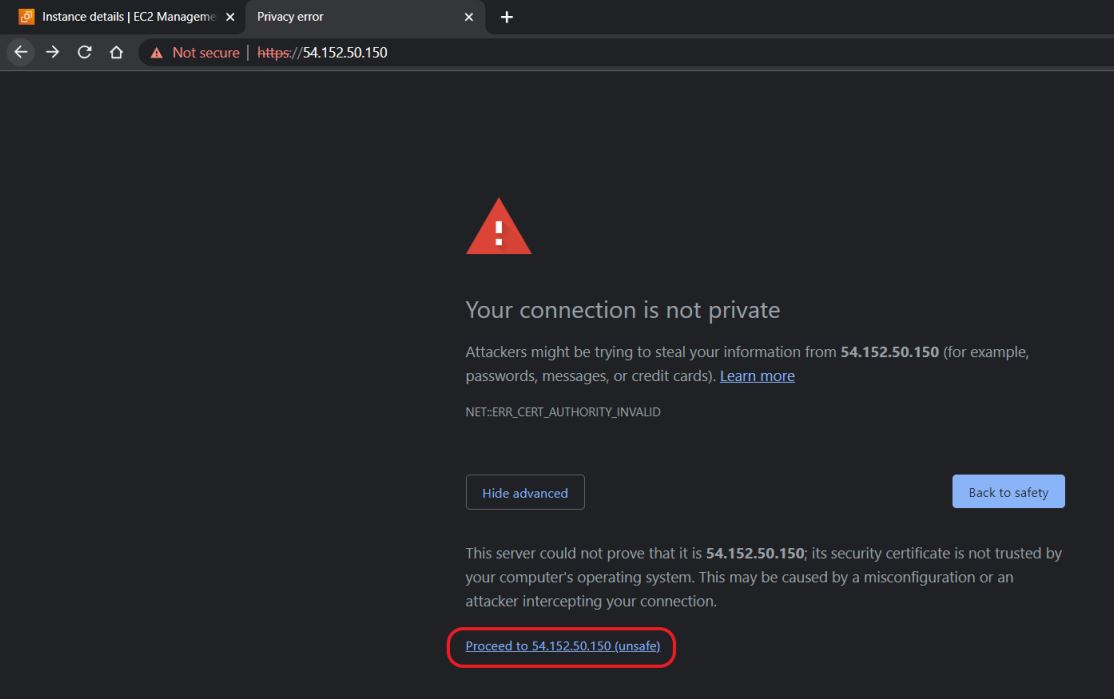 Instance details | EC2 Manageme
Privacy error
Not secure | https://54.152.50.150
Your connection is not private
Attackers might be trying to steal your information from 54.152.50.150 (for example,
passwords, messages, or credit cards). Learn more
NET::ERR_CERT_AUTHORITY_INVALID
Hide advanced
Back to safety
This server could not prove that it is 54.152.50.150; its security certificate is not trusted by
your computer's operating system. This may be caused by a misconfiguration or an
attacker intercepting your connection.
Proceed to 54.152.50.150 (unsafe)